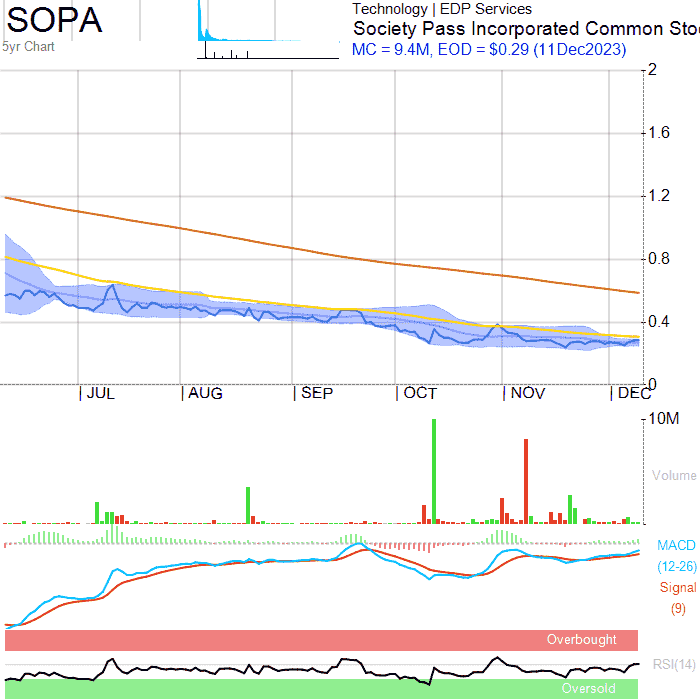 SOPA
5yr Chart
Technology | EDP Services
Society Pass Incorporated Common Sto
MC = 9.4M, EOD = $0.29 (11Dec2023)
2
1.6
1.2
0.8
0.4
0
JUL
AUG
SEP
OCT
NOV
DEC
10M
Volume
MACD
(12-26)
Signal
(9)
Overbought
RSI(14)
Oversold